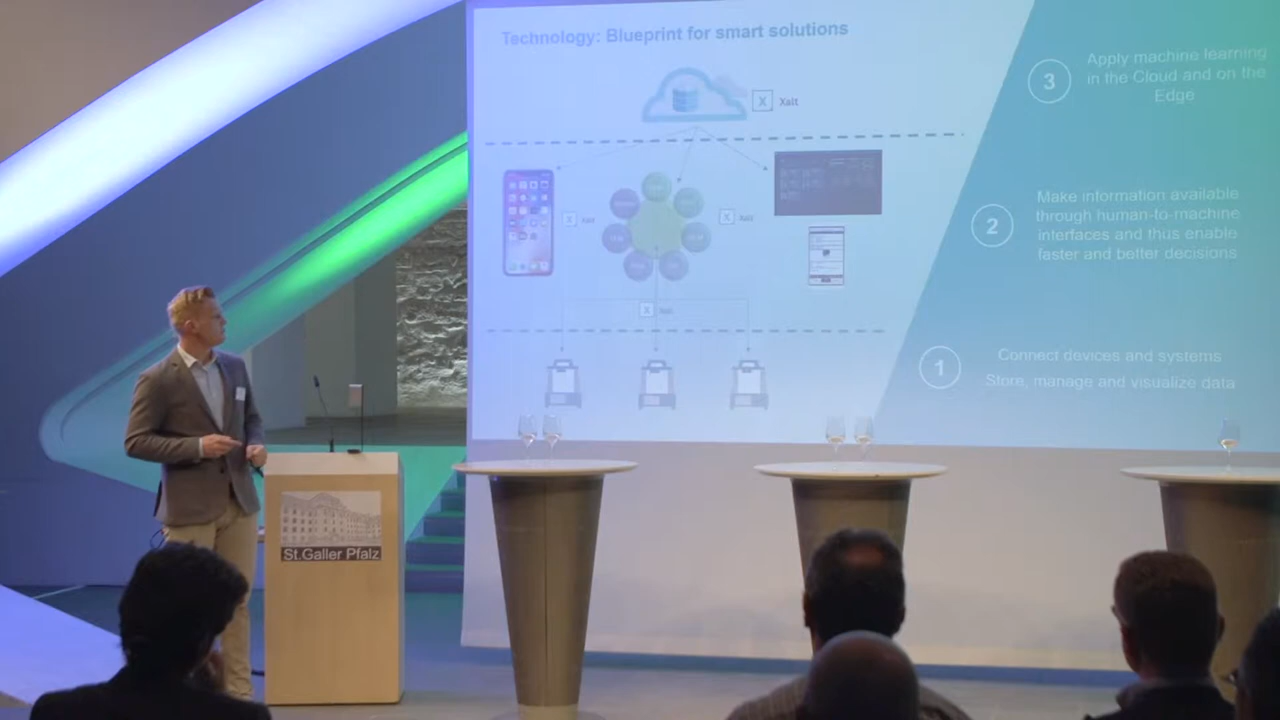 Technology: Blueprint for smart solutions
X Xalt
X Xalt
X Xalt
X Xalt
3
Apply machine learning
in the Cloud and on the
Edge
2
Make information available
through human-to-machine
interfaces and thus enable
faster and better decisions
1
Connect devices and systems
Store, manage and visualize data
St.Galler Pfalz